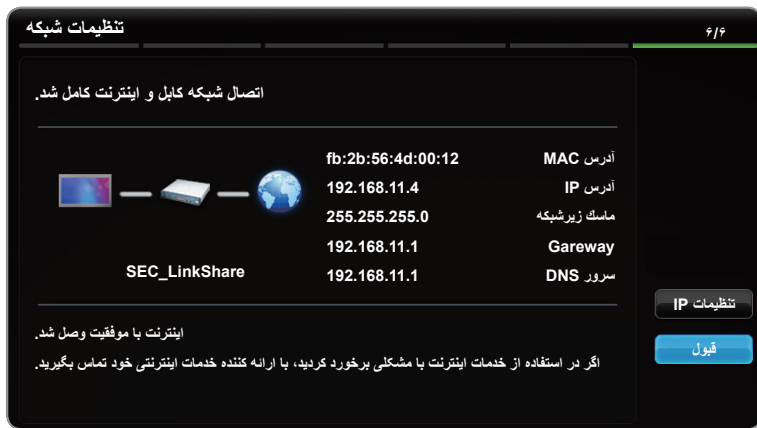 تنظیمات شبکه
۶/۶
اتصال شبکه کابل و اینترنت کامل شد.
آدرس MAC fb:2b:56:4d:00:12
آدرس IP 192.168.11.4
ماسك زیرشبکه 255.255.255.0
Gareway 192.168.11.1
سرور DNS 192.168.11.1
SEC_LinkShare
تنظیمات IP
قبول
اینترنت با موفقیت وصل شد.
اگر در استفاده از خدمات اینترنت با مشکلی برخورد کردید، با ارائه کننده خدمات اینترنتی خود تماس بگیرید.